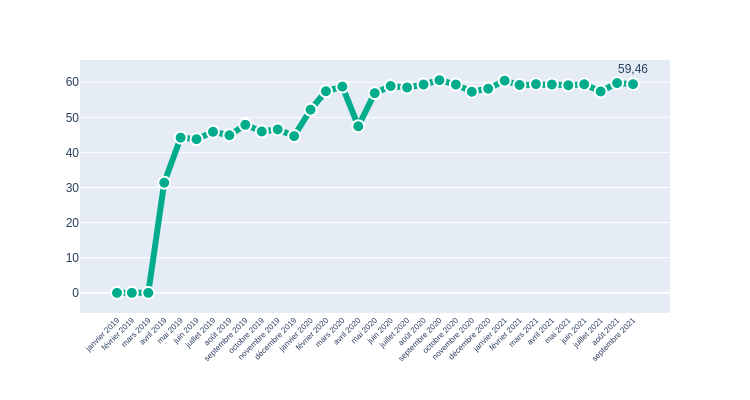 59,46
60
50
40
30
20
10
0
janvier 2019
février 2019
mars 2019
avril 2019
mai 2019
juin 2019
juillet 2019
août 2019
septembre 2019
octobre 2019
novembre 2019
décembre 2019
janvier 2020
février 2020
mars 2020
avril 2020
mai 2020
juin 2020
juillet 2020
août 2020
septembre 2020
octobre 2020
novembre 2020
décembre 2020
janvier 2021
février 2021
mars 2021
avril 2021
mai 2021
juin 2021
juillet 2021
août 2021
septembre 2021